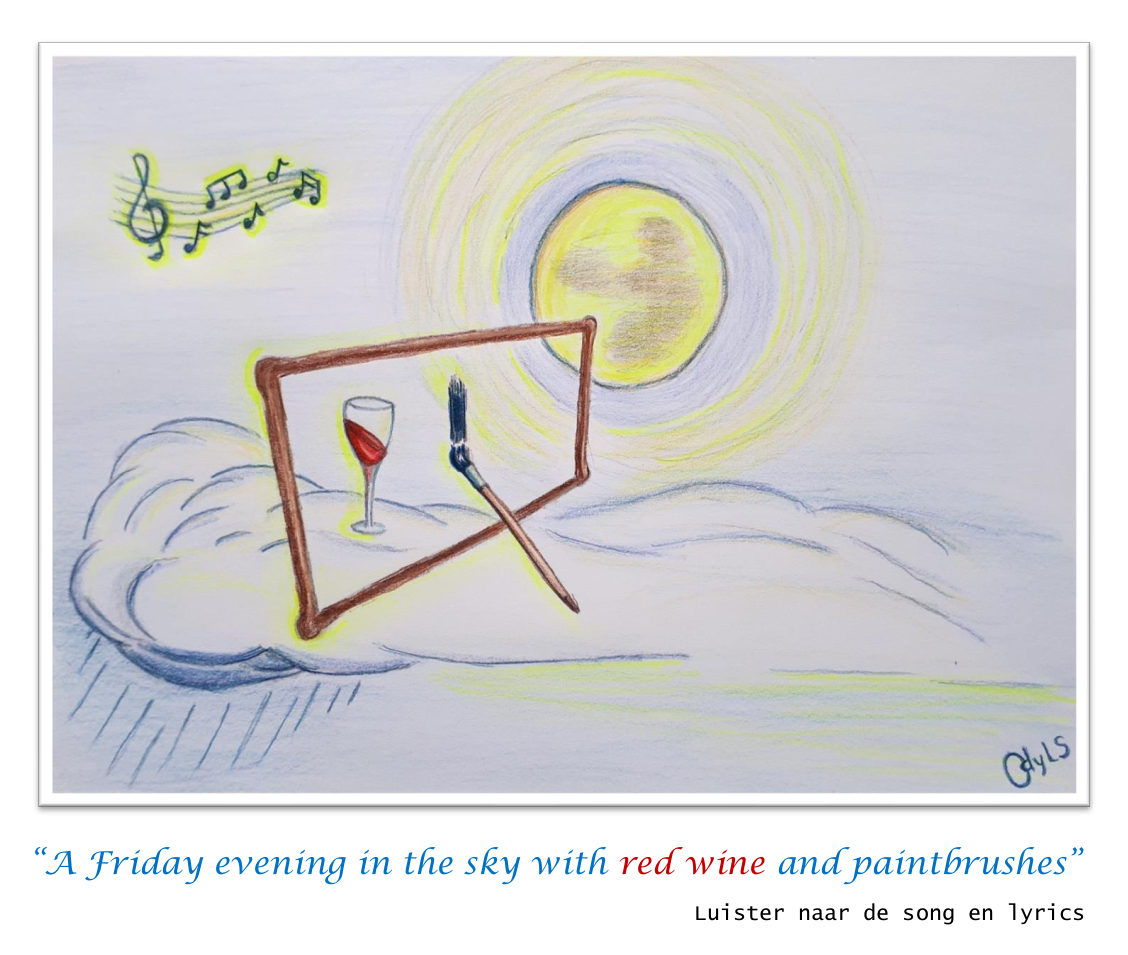 OdyLS
“A Friday evening in the sky with red wine and paintbrushes”
Luister naar de song en lyrics